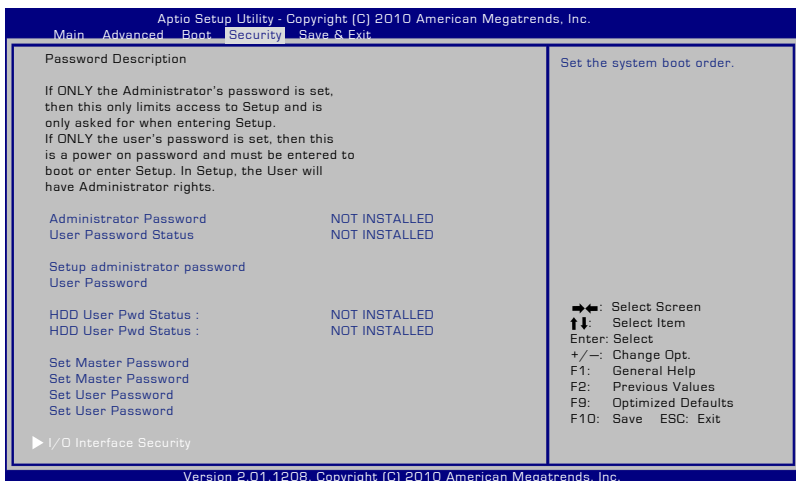 Aptio Setup Utility - Copyright (C) 2010 American Megatrends, Inc.
Main Advanced Boot Security Save & Exit
Password Description
If ONLY the Administrator's password is set,
then this only limits access to Setup and is
only asked for when entering Setup.
If ONLY the user's password is set, then this
is a power on password and must be entered to
boot or enter Setup. In Setup, the User will
have Administrator rights.
Administrator Password NOT INSTALLED
User Password Status NOT INSTALLED
Setup administrator password
User Password
HDD User Pwd Status : NOT INSTALLED
HDD User Pwd Status : NOT INSTALLED
Set Master Password
Set Master Password
Set User Password
Set User Password
I/O Interface Security
Set the system boot order.
→←: Select Screen
↑↓: Select Item
Enter: Select
+/—: Change Opt.
F1: General Help
F2: Previous Values
F9: Optimized Defaults
F10: Save ESC: Exit
Version 2.01.1208. Copyright (C) 2010 American Megatrends, Inc.